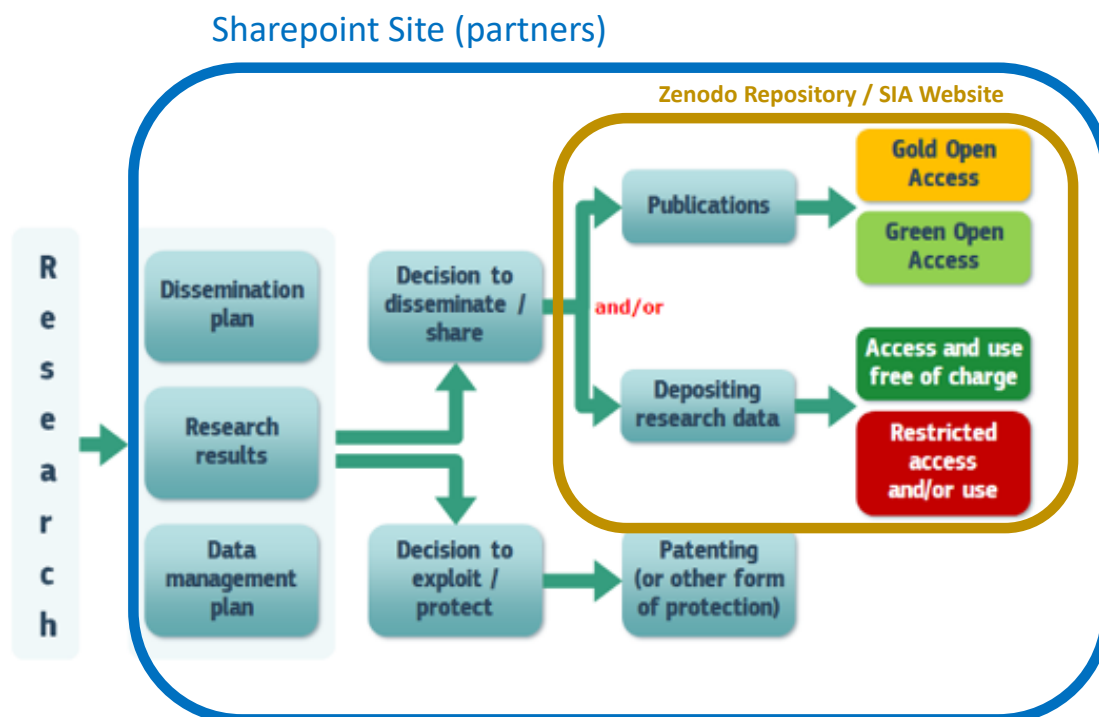 Sharepoint Site (partners)
Zenodo Repository / SIA Website
Research
Dissemination
plan
Research
results
Data
management
plan
Decision to
disseminate /
share
Decision to
exploit /
protect
and/or
Publications
Depositing
research data
Patenting
(or other form
of protection)
Gold Open
Access
Green Open
Access
Access and use
free of charge
Restricted
access
and/or use